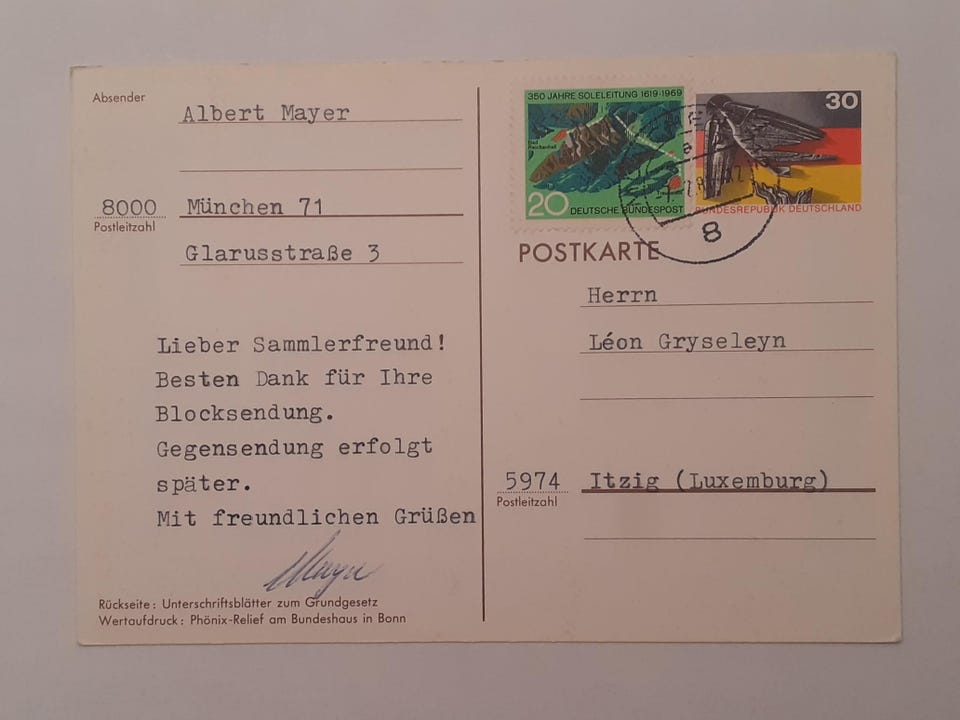 Absender
Albert Mayer
8000 München 71
Postleitzahl
Glarusstraße 3
Lieber Sammlerfreund!
Besten Dank für Ihre
Blocksendung.
Gegensendung erfolgt
später.
Mit freundlichen Grüßen
Rückseite: Unterschriftsblätter zum Grundgesetz
Wertaufdruck: Phönix-Relief am Bundeshaus in Bonn
350 JAHRE SOLELEITUNG 1619-1969
Bad
Reichenhall
20 DEUTSCHE BUNDESPOST
30
BUNDESREPUBLIK DEUTSCHLAND
8
POSTKARTE
Herrn
Léon Gryseleyn
5974 Itzig (Luxemburg)
Postleitzahl